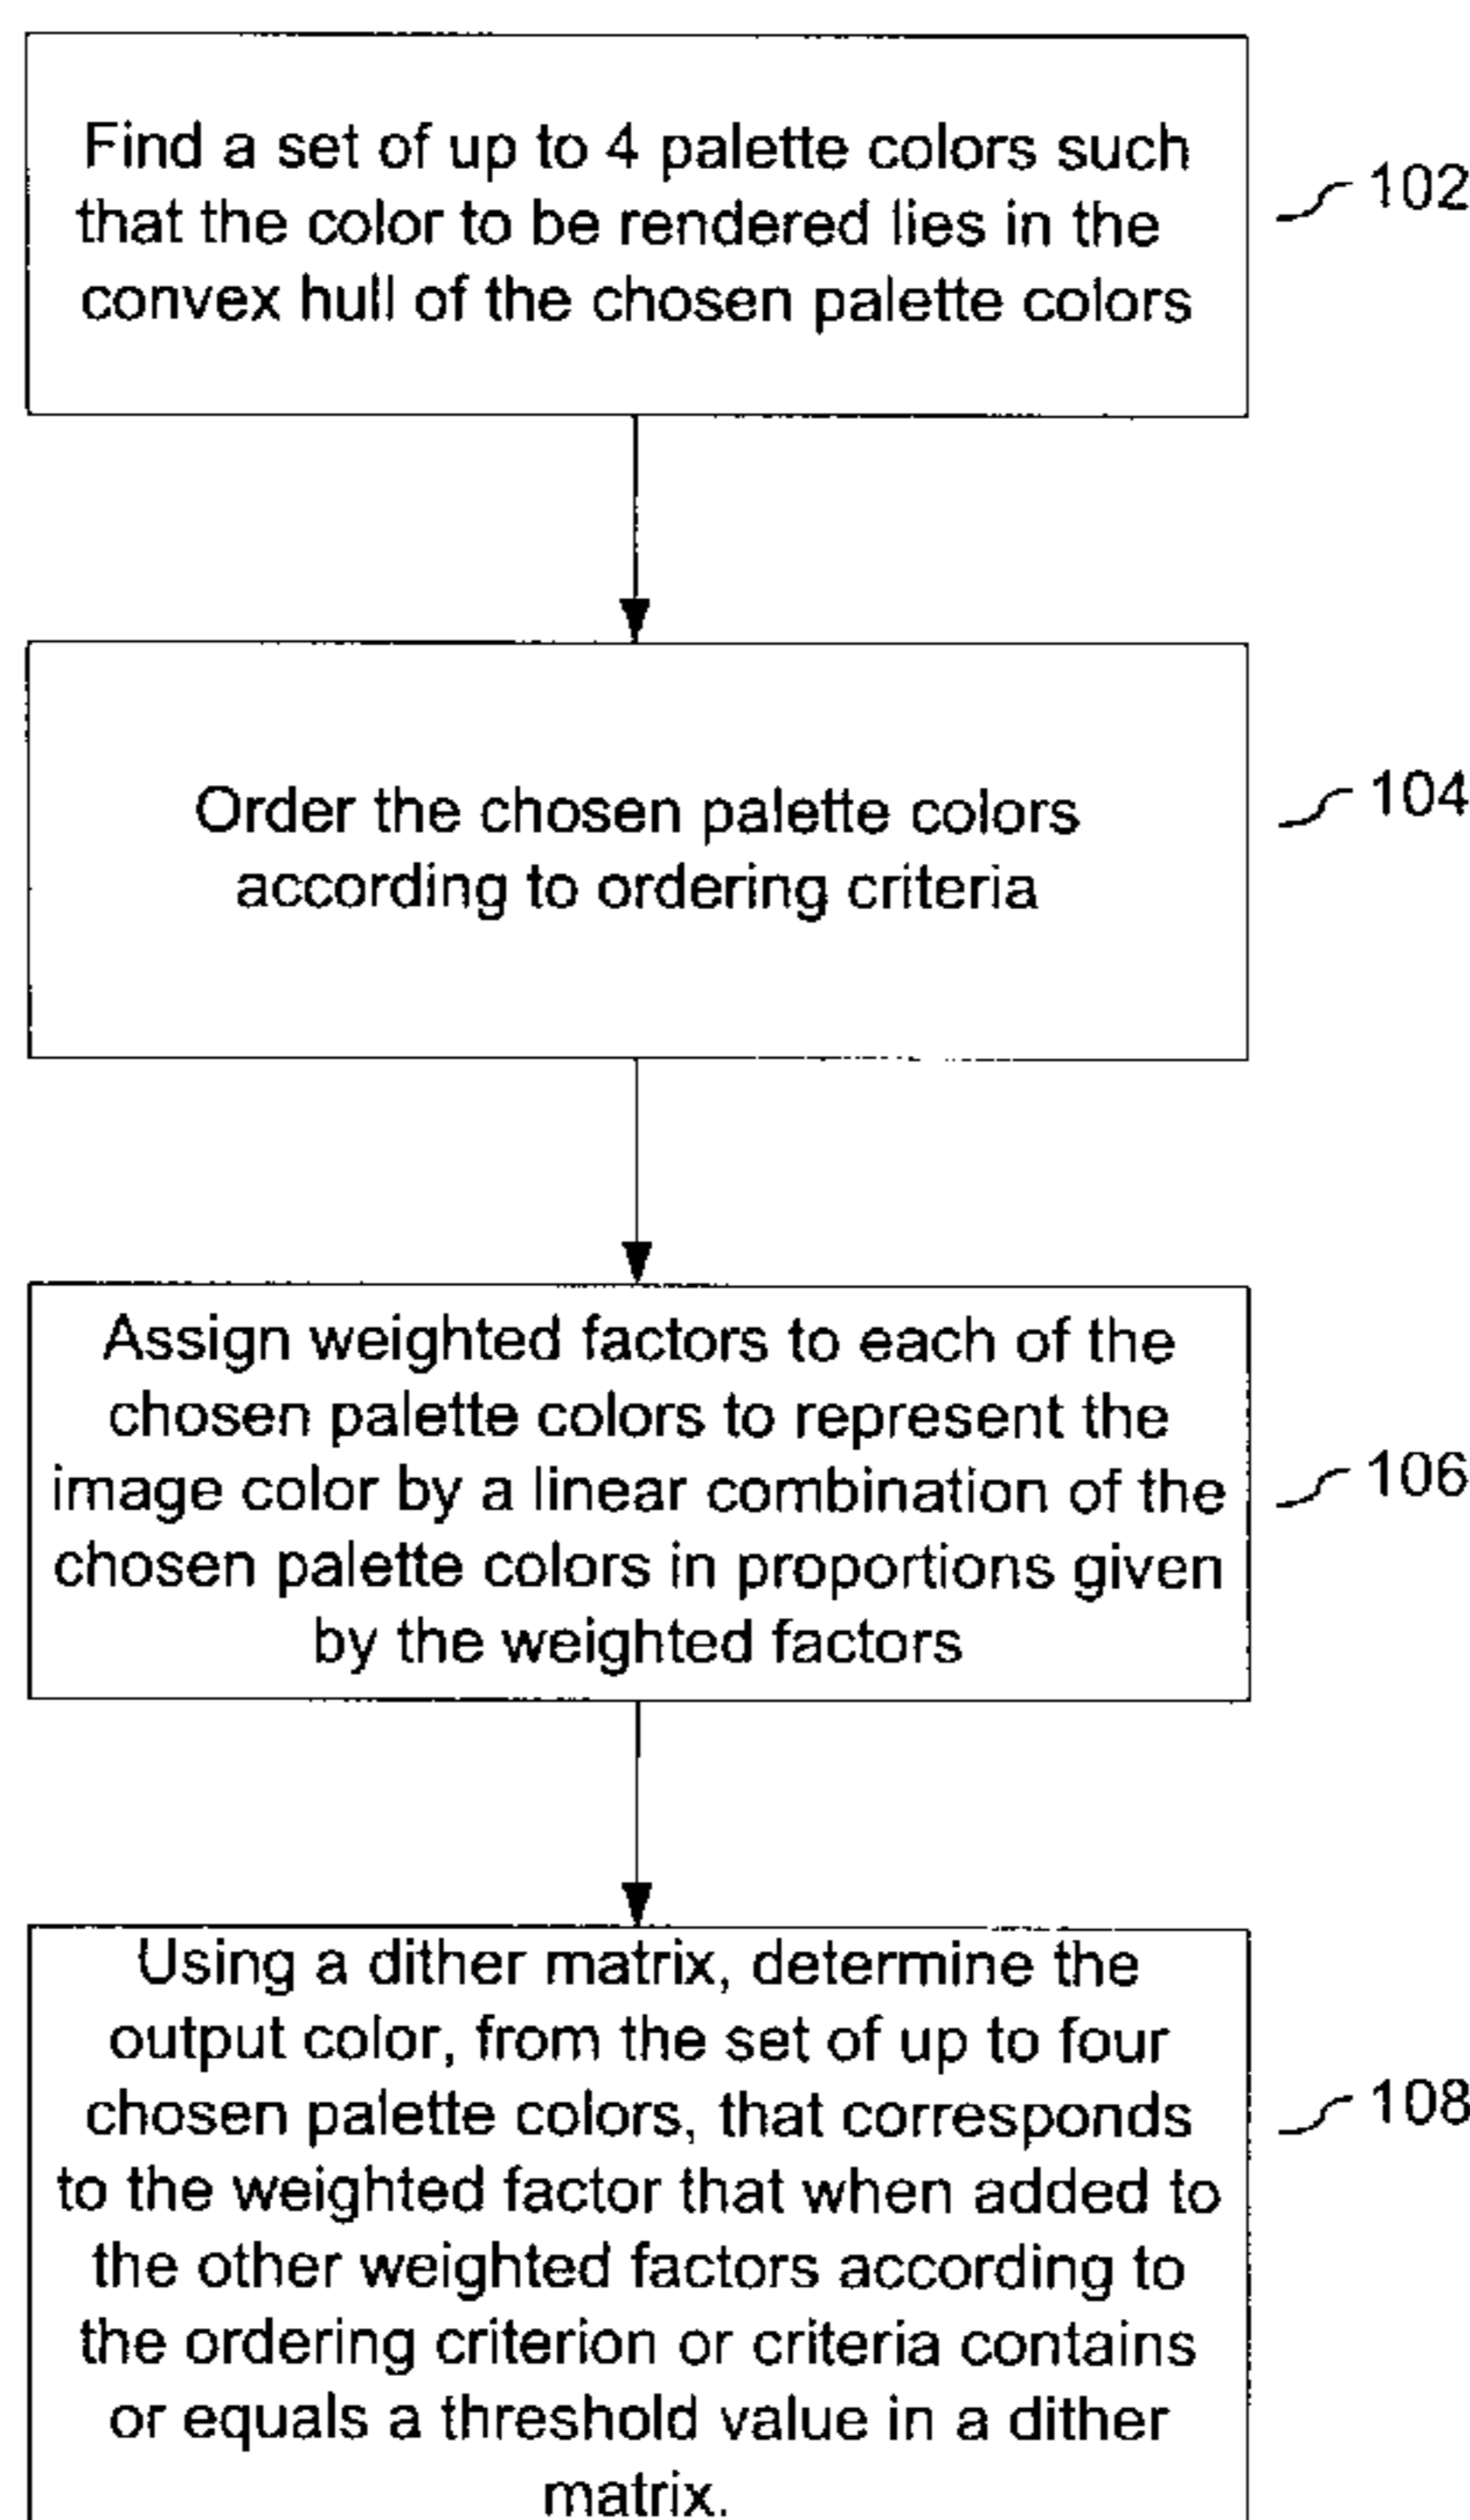 Find a set of up to 4 palette colors such
that the color to be rendered lies in the
convex hull of the chosen palette colors
102
Order the chosen palette colors
according to ordering criteria
104
Assign weighted factors to each of the
chosen palette colors to represent the
image color by a linear combination of the
chosen palette colors in proportions given
by the weighted factors
106
Using a dither matrix, determine the
output color, from the set of up to four
chosen palette colors, that corresponds
to the weighted factor that when added to
the other weighted factors according to
the ordering criterion or criteria contains
or equals a threshold value in a dither
matrix.
108